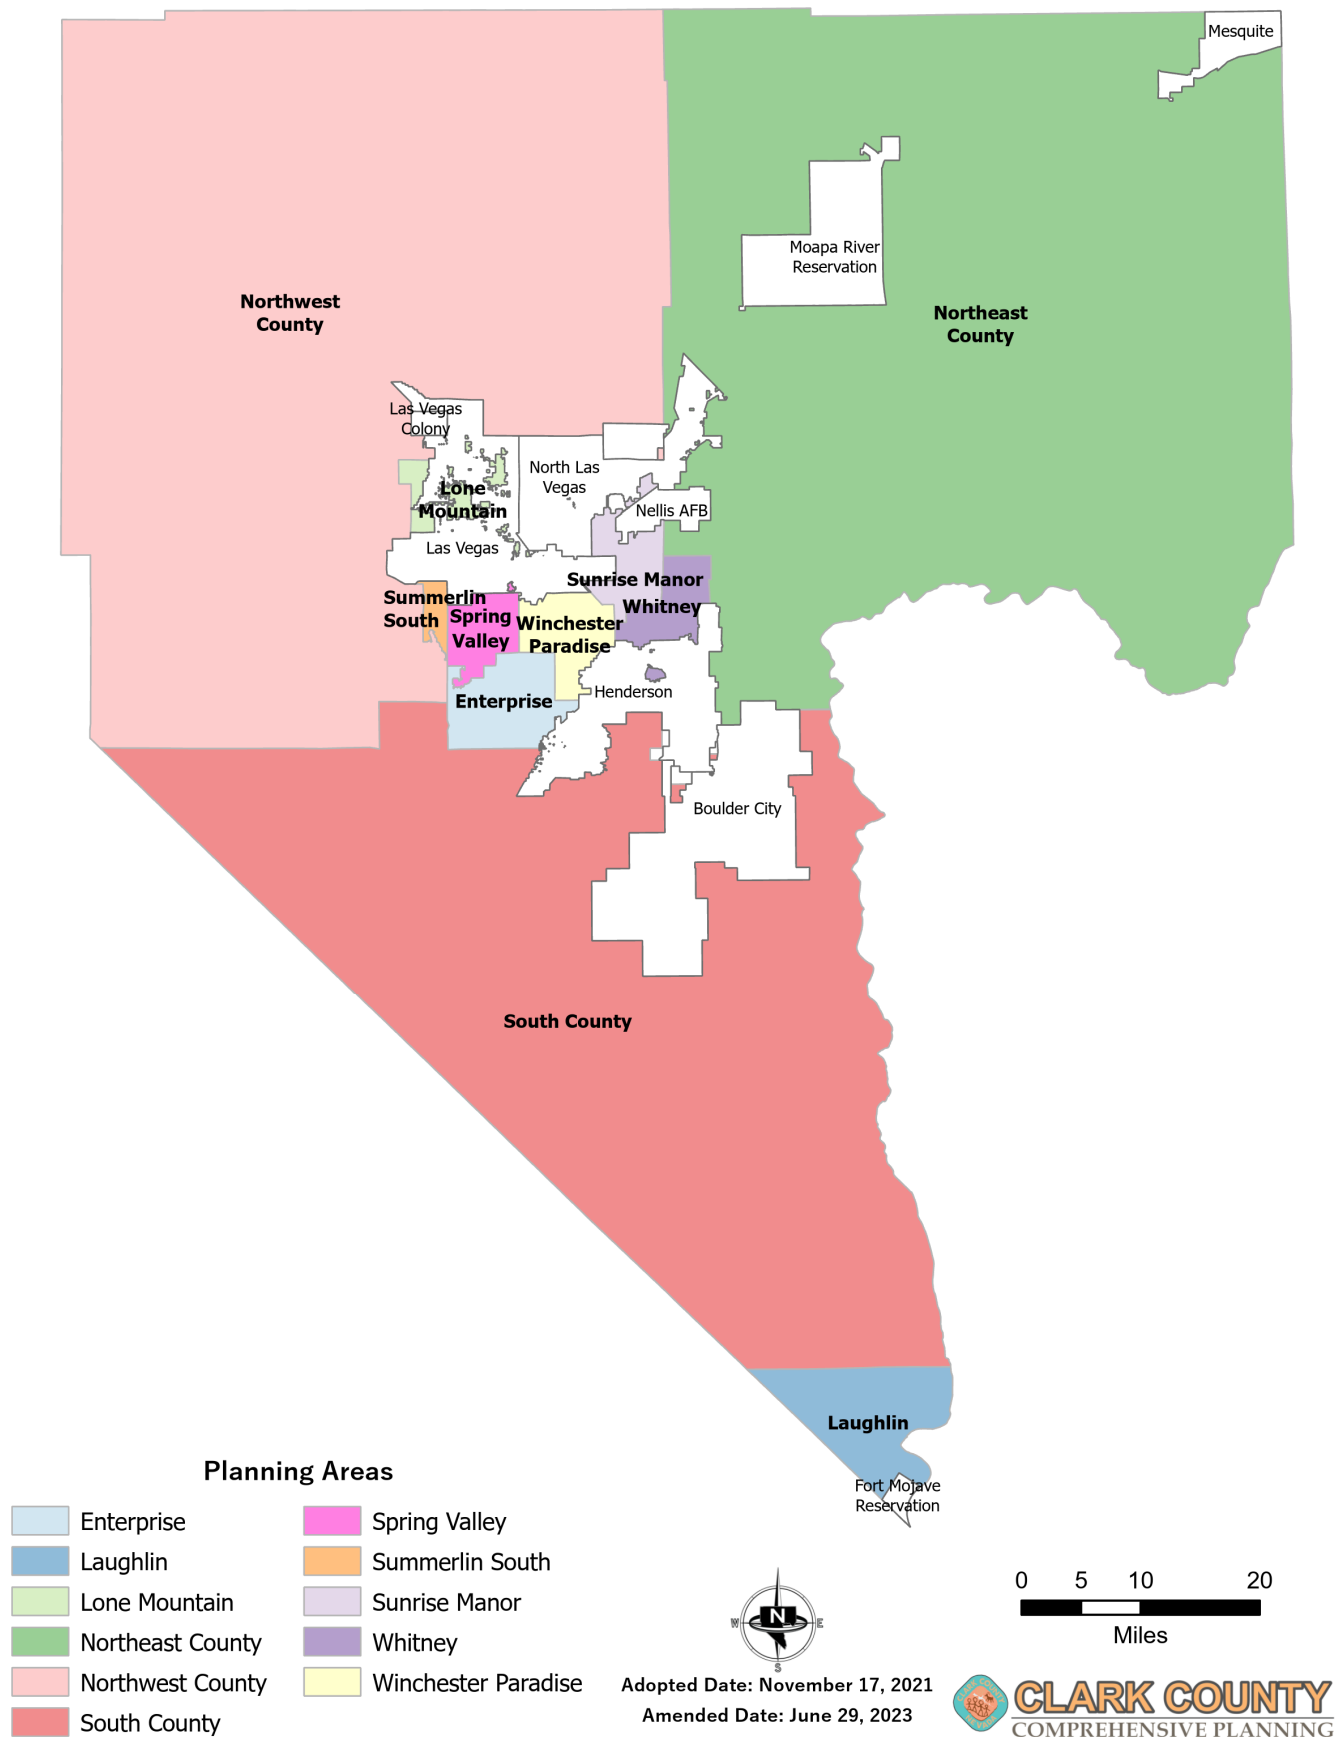 Mesquite
Moapa River
Reservation
Northwest
County
Northeast
County
Las Vegas
Colony
North Las
Vegas
Lone
Mountain
Nellis AFB
Las Vegas
Sunrise Manor
Summerlin
South
Whitney
Spring
Valley
Winchester
Paradise
Henderson
Enterprise
Boulder City
South County
Laughlin
Fort Mojave
Reservation
Planning Areas
Enterprise
Laughlin
Lone Mountain
Northeast County
Northwest County
South County
Spring Valley
Summerlin South
Sunrise Manor
Whitney
Winchester Paradise
N
W
E
S
Adopted Date: November 17, 2021
Amended Date: June 29, 2023
0 5 10 20
Miles
CLARK COUNTY
COMPREHENSIVE PLANNING
CLARK COUNTY
NEVADA